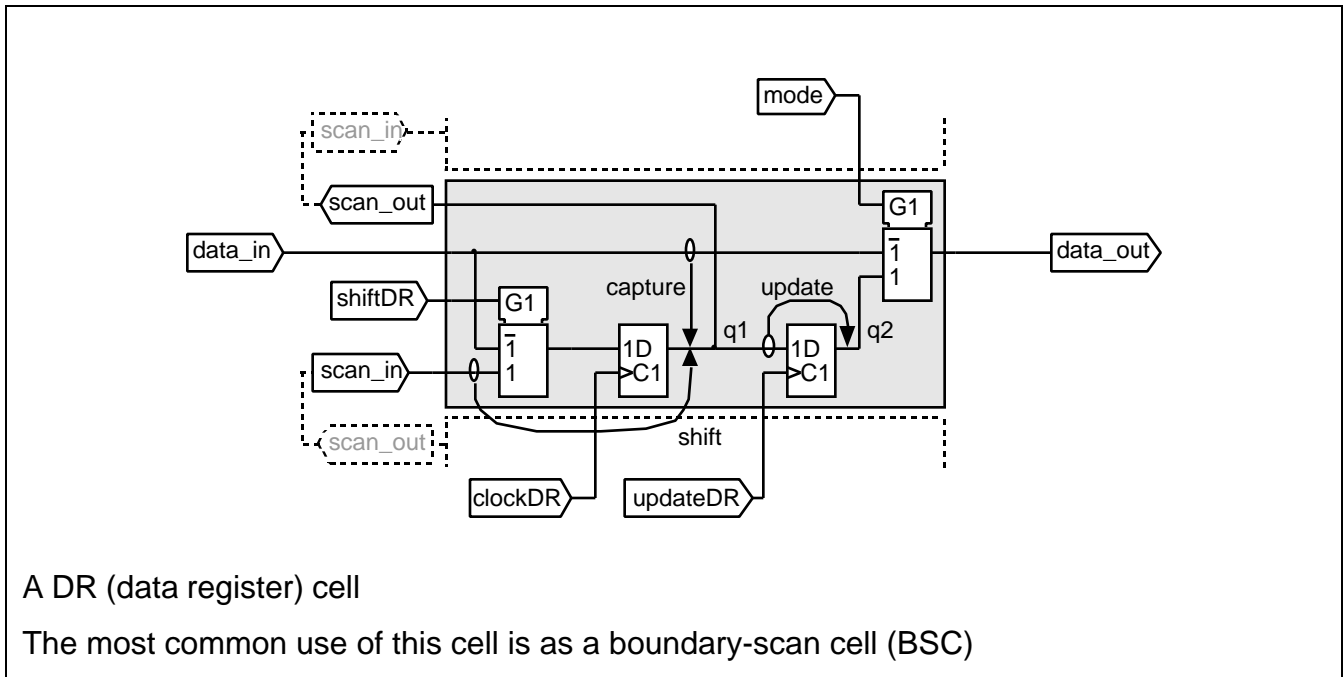 mode
scan_in
scan_out
G1
data_in
1
data_out
1
capture
update
shiftDR
G1
q1
q2
1
1D
1D
scan_in
1
C1
C1
scan_out
shift
clockDR
updateDR
A DR (data register) cell
The most common use of this cell is as a boundary-scan cell (BSC)